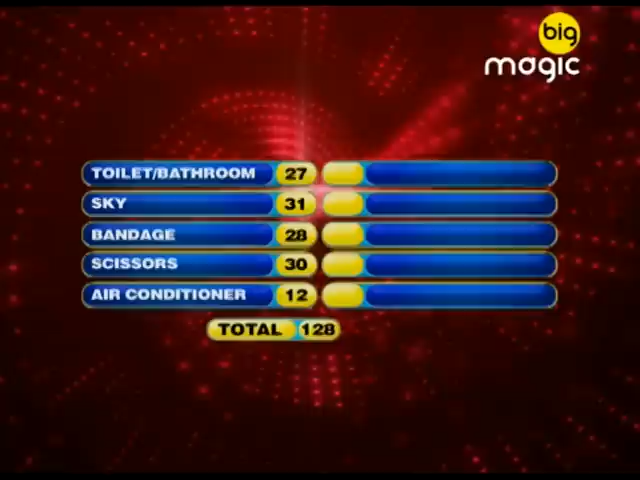 big
magic
TOILET/BATHROOM 27
SKY 31
BANDAGE 28
SCISSORS 30
AIR CONDITIONER 12
TOTAL 128